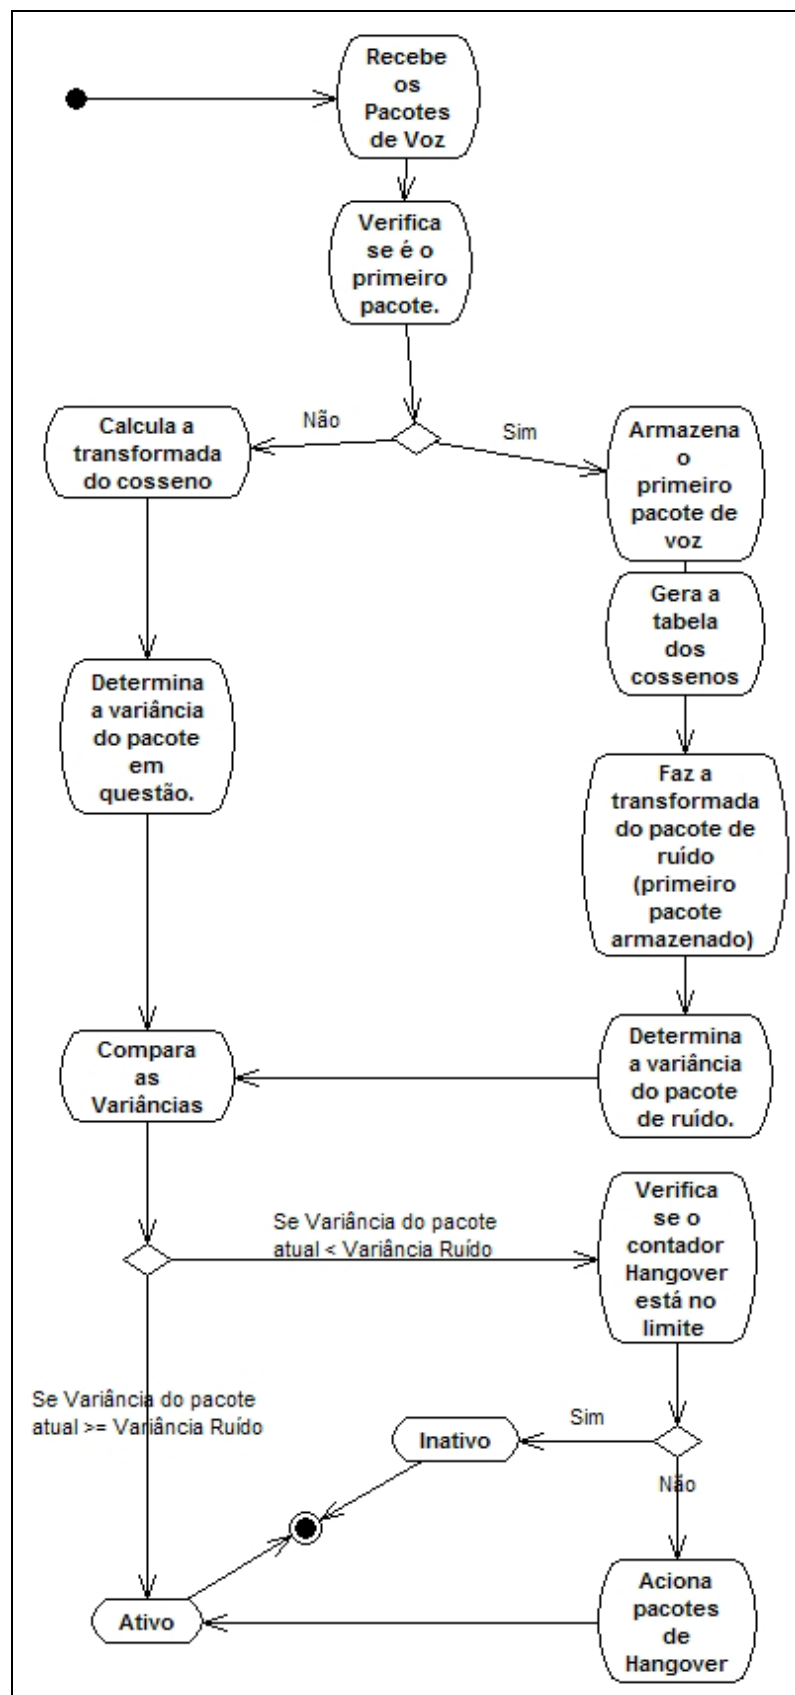 Recebe
os
Pacotes
de Voz
Verifica
se é o
primeiro
pacote.
Não
Sim
Calcula a
transformada
do cosseno
Armazena
o
primeiro
pacote de
voz
Gera a
tabela
dos
cossenos
Determina
a variância
do pacote
em
questão.
Faz a
transformada
do pacote de
ruído
(primeiro
pacote
armazenado)
Compara
as
Variâncias
Determina
a variância
do pacote
de ruído.
Se Variância do pacote
atual < Variância Ruído
Verifica
se o
contador
Hangover
está no
limite
Se Variância do pacote
atual >= Variância Ruído
Sim
Inativo
Não
Ativo
Aciona
pacotes
de
Hangover